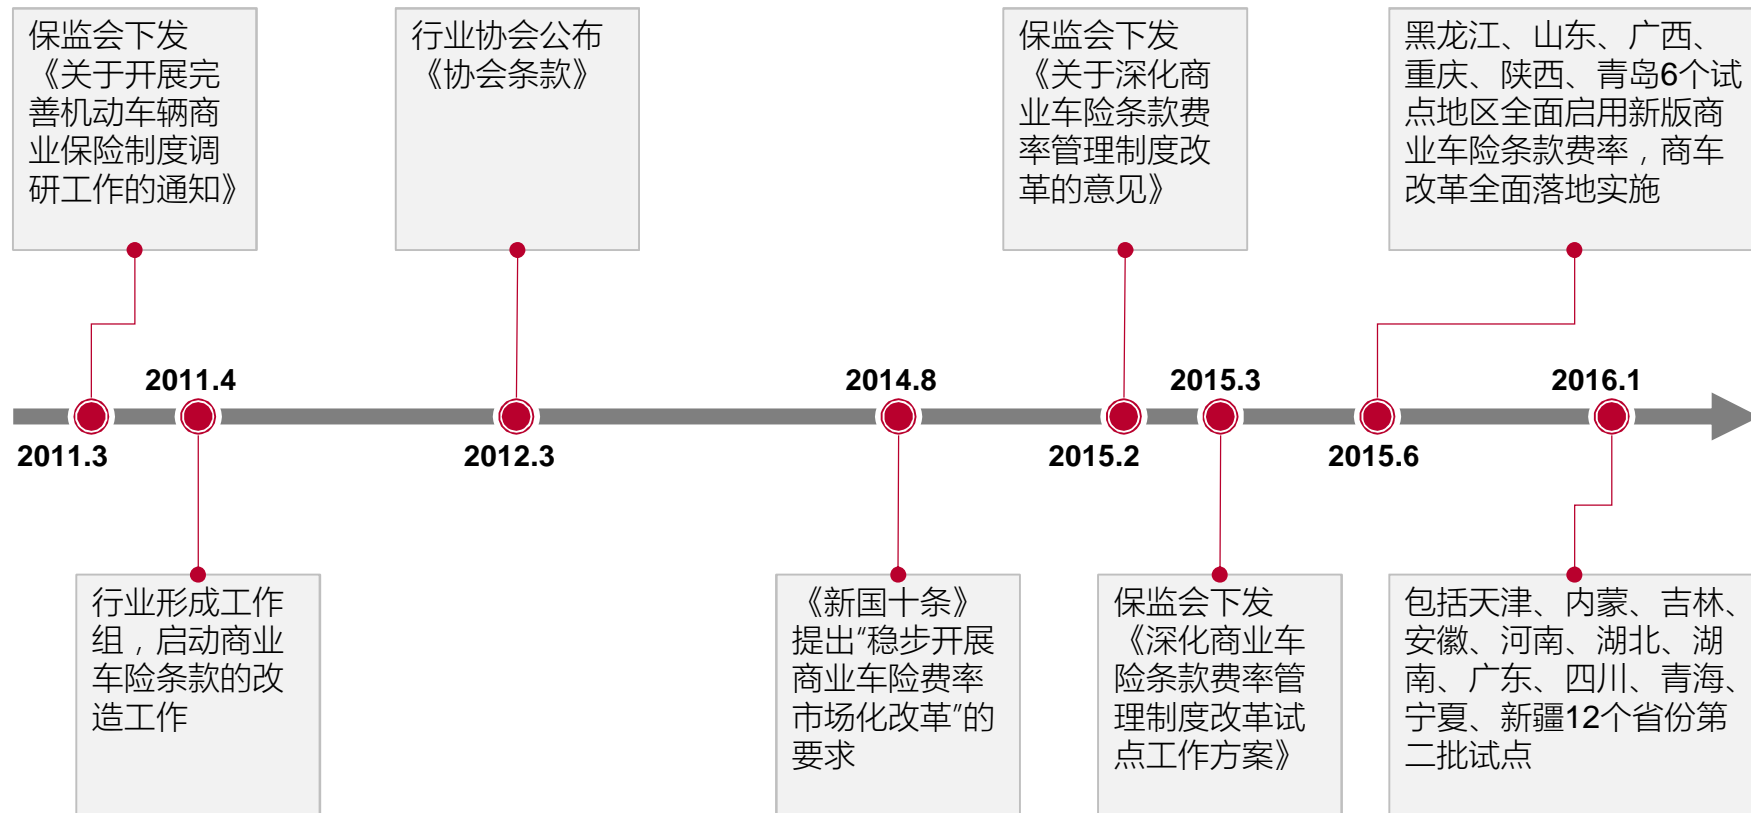 保监会下发
《关于开展完
善机动车辆商
业保险制度调
研工作的通知》
行业协会公布
《协会条款》
保监会下发
《关于深化商
业车险条款费
率管理制度改
革的意见》
黑龙江、山东、广西、
重庆、陕西、青岛6个试
点地区全面启用新版商
业车险条款费率，商车
改革全面落地实施
2011.4
2014.8
2015.3
2016.1
2011.3
2012.3
2015.2
2015.6
行业形成工作
组，启动商业
车险条款的改
造工作
《新国十条》
提出“稳步开展
商业车险费率
市场化改革”的
要求
保监会下发
《深化商业车
险条款费率管
理制度改革试
点工作方案》
包括天津、内蒙、吉林、
安徽、河南、湖北、湖
南、广东、四川、青海、
宁夏、新疆12个省份第
二批试点